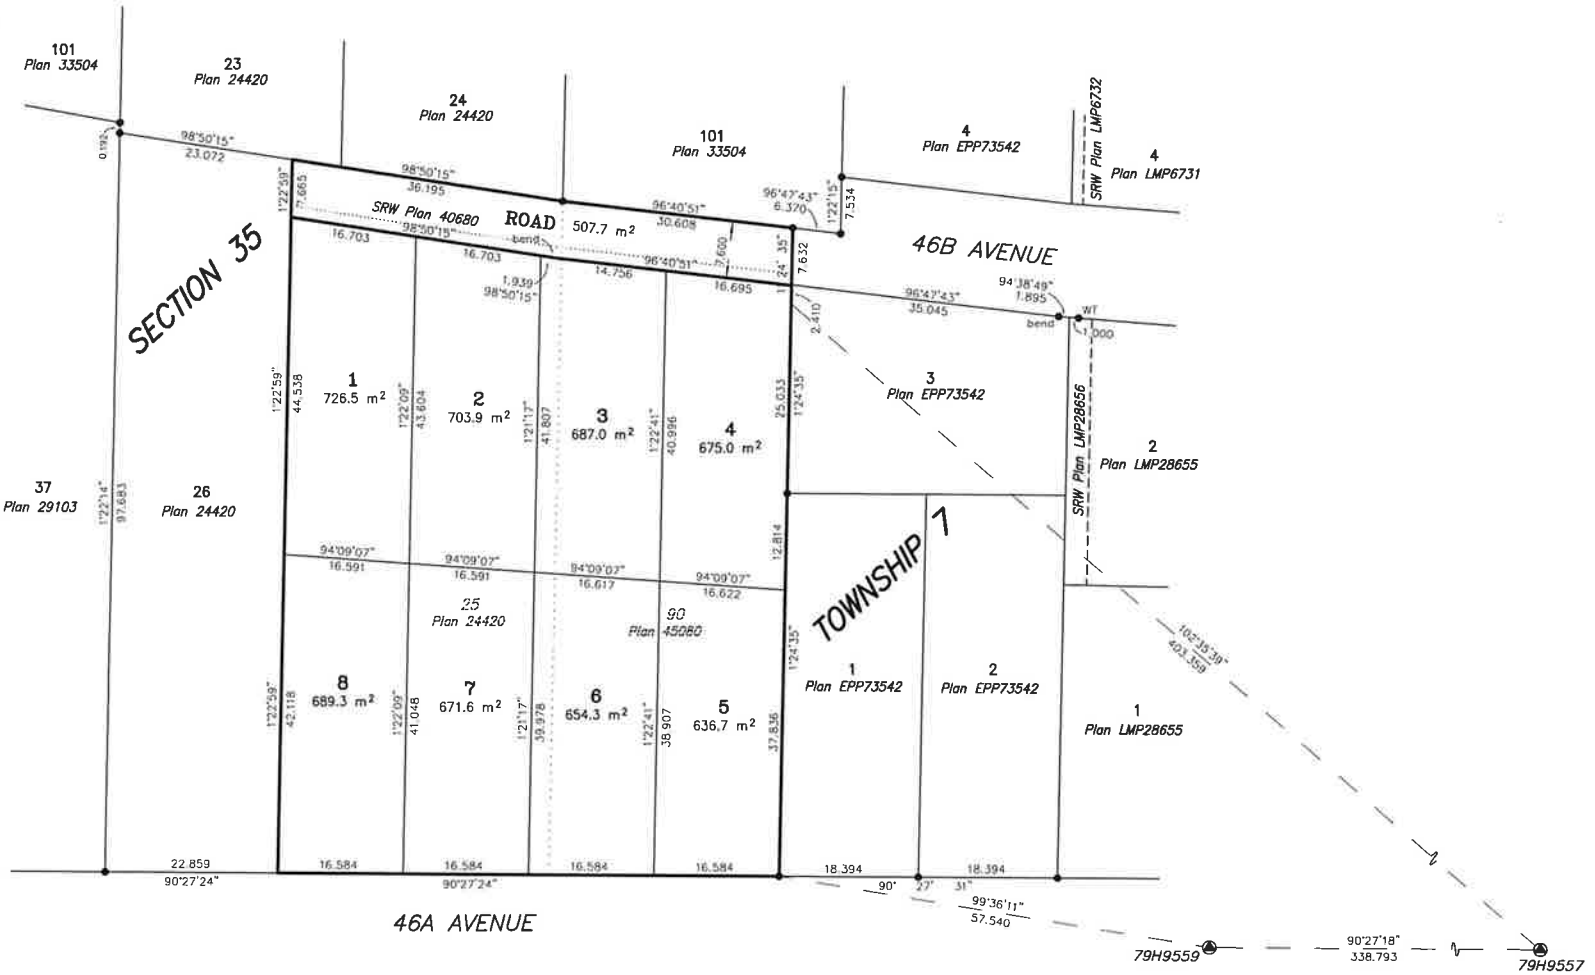 101
Plan 33504
23
Plan 24420
24
Plan 24420
101
Plan 33504
4
Plan EPP73542
SRW Plan LMP6732
4
Plan LMP6731
0.192
98°50'15"
23.072
98°50'15"
36.195
96°40'51"
30.608
96°47'43"
6.370
1°22'15"
7.534
1°22'59"
7.665
SRW Plan 40680
ROAD 507.7 m²
7.600
1° 24' 35"
7.632
46B AVENUE
SECTION 35
16.703
98°50'15"
16.703
bend
1.939
98°50'15"
14.756
96°40'51"
16.695
2.410
96°47'43"
35.045
94°38'49"
1.895
bend
WT
1.000
1°22'59"
44.538
1
726.5 m²
1°22'09"
43.604
2
703.9 m²
1°21'17"
41.807
3
687.0 m²
1°22'41"
40.996
4
675.0 m²
25.033
1°24'35"
3
Plan EPP73542
SRW Plan LMP28656
2
Plan LMP28655
37
Plan 29103
1°22'14"
97.683
26
Plan 24420
12.814
TOWNSHIP 7
94°09'07"
16.591
94°09'07"
16.591
94°09'07"
16.617
94°09'07"
16.622
25
Plan 24420
90
Plan 45080
1°24'35"
37.836
1°22'59"
42.118
8
689.3 m²
1°22'09"
41.048
7
671.6 m²
1°21'17"
39.978
6
654.3 m²
1°22'41"
38.907
5
636.7 m²
1
Plan EPP73542
2
Plan EPP73542
1
Plan LMP28655
102°35'39"
403.359
22.859
90°27'24"
16.584
16.584
90°27'24"
16.584
16.584
18.394
18.394
90° 27' 31"
46A AVENUE
99°36'11"
57.540
79H9559
90°27'18"
338.793
79H9557